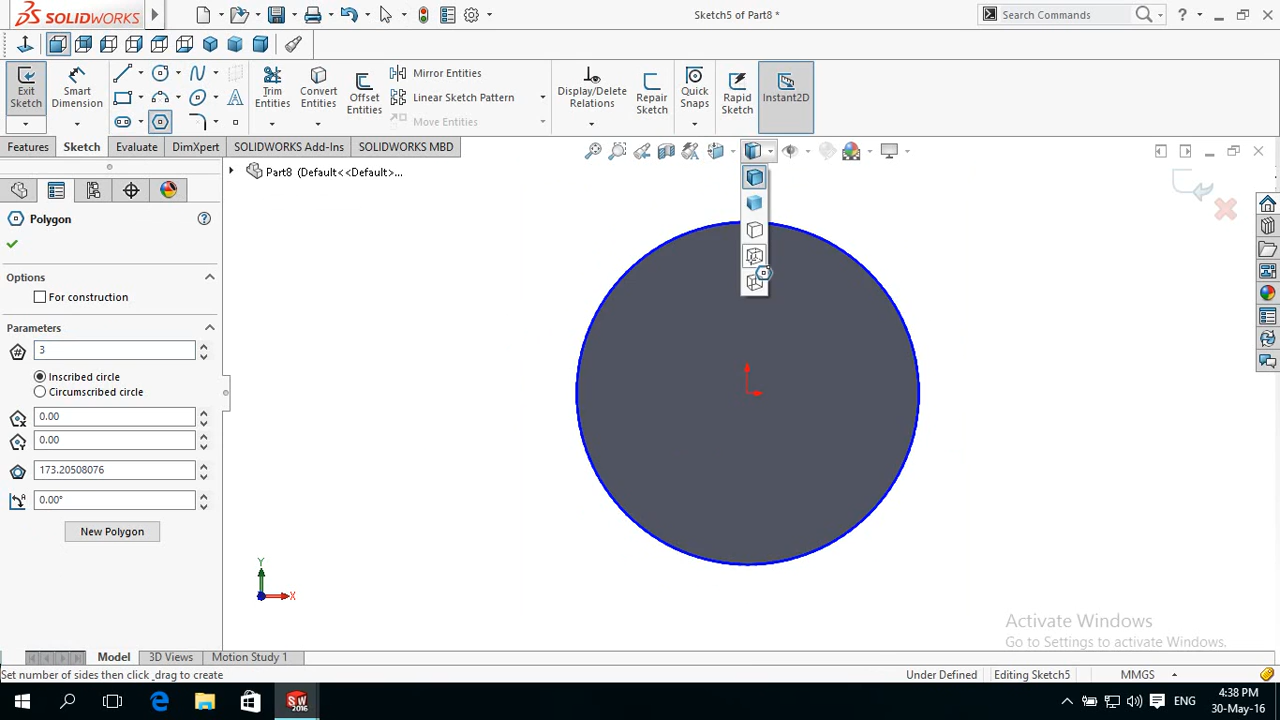 SOLIDWORKS
Sketch5 of Part8 *
Search Commands
?
Exit Sketch
Smart Dimension
Trim Entities
Convert Entities
Offset Entities
Mirror Entities
Linear Sketch Pattern
Move Entities
Display/Delete Relations
Repair Sketch
Quick Snaps
Rapid Sketch
Instant2D
Features
Sketch
Evaluate
DimXpert
SOLIDWORKS Add-Ins
SOLIDWORKS MBD
Part8 (Default<<Default>...
Polygon
?
Options
For construction
Parameters
3
Inscribed circle
Circumscribed circle
0.00
0.00
173.20508076
0.00°
New Polygon
Y
X
Activate Windows
Go to Settings to activate Windows.
Model
3D Views
Motion Study 1
Set number of sides then click _drag to create
Under Defined
Editing Sketch5
MMGS
SW
2016
ENG
4:38 PM
30-May-16